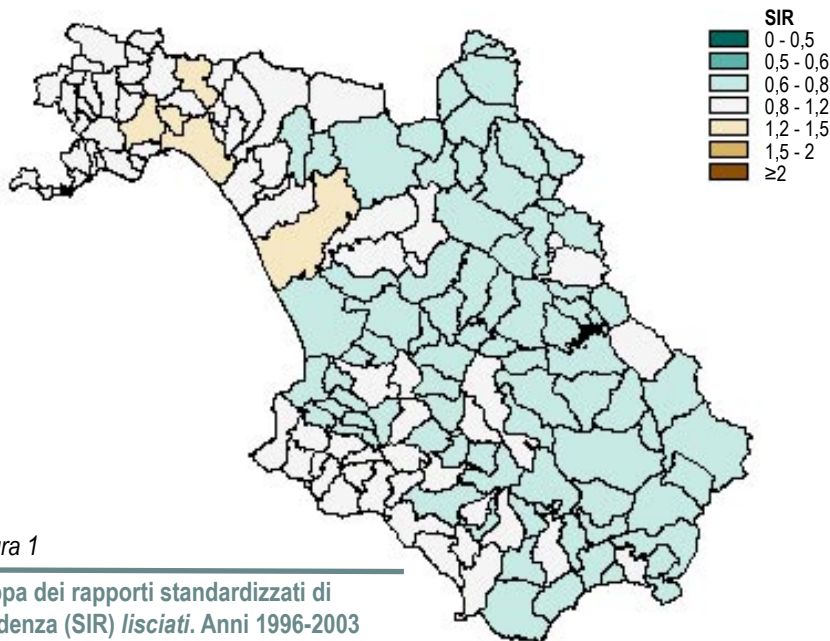 SIR
0 - 0,5
0,5 - 0,6
0,6 - 0,8
0,8 - 1,2
1,2 - 1,5
1,5 - 2
≥2
ra 1
pa dei rapporti standardizzati di
denza (SIR) lisciati. Anni 1996-2003